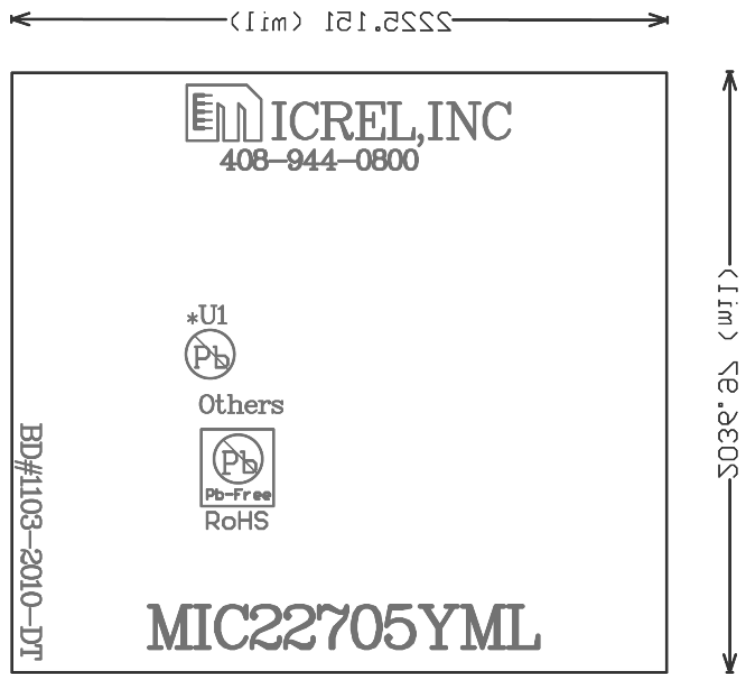 2225.151 (mil)
MICREL,INC
408-944-0800
2036.97 (mil)
*U1
Pb
Others
Pb
Pb-Free
RoHS
BD#1103-2010-DT
MIC22705YML